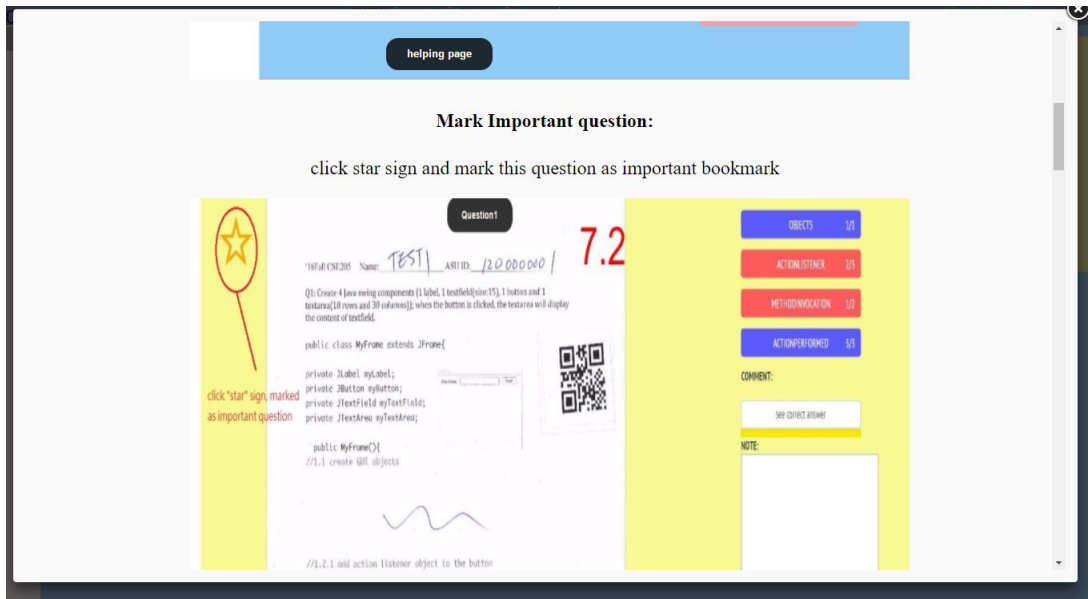 helping page
Mark Important question:
click star sign and mark this question as important bookmark
Question1
7.2
'16Fall CSE205 Name: TEST1 ASU ID: 120000000
Q1: Create 4 Java swing components (1 label, 1 textfield(size:15), 1 button and 1
textarea(10 rows and 30 columns)); when the button is clicked, the textarea will display
the content of textfield.
public class MyFrame extends JFrame{
private JLabel myLabel;
private JButton myButton;
private JTextField myTextField;
private JTextArea myTextArea;
public MyFrame(){
//1.1 create GUI objects
//1.2.1 add action listener object to the button
click "star" sign, marked
as important question
OBJECTS 1/1
ACTIONLISTENER 2/3
METHODINVOCATION 1/2
ACTIONPERFORMED 3/3
COMMENT:
see correct answer
NOTE: